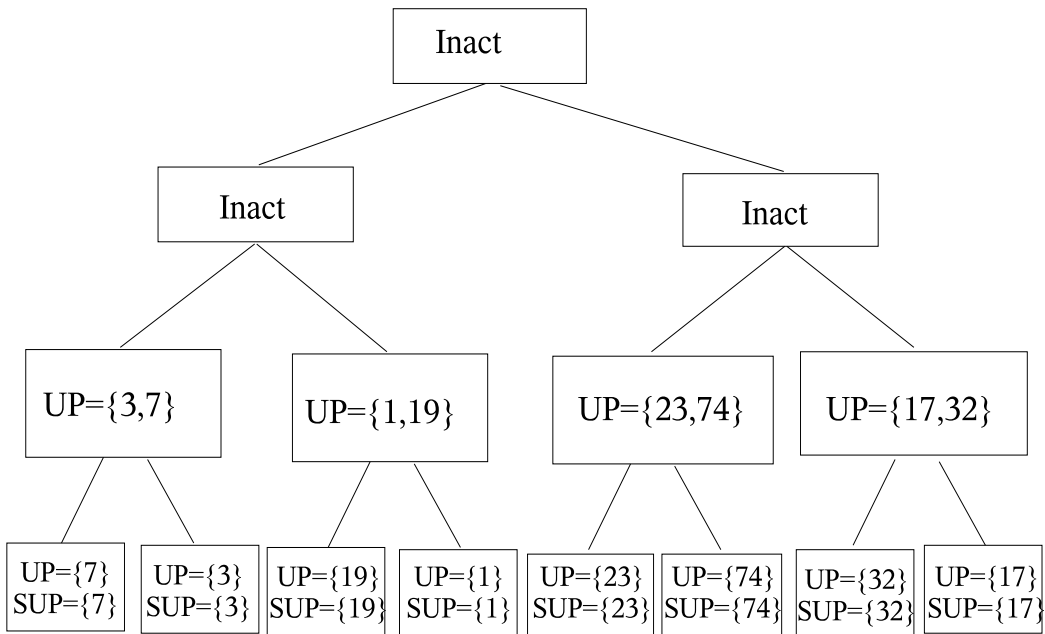 Inact
Inact
Inact
UP={3,7}
UP={1,19}
UP={23,74}
UP={17,32}
UP={7}
SUP={7}
UP={3}
SUP={3}
UP={19}
SUP={19}
UP={1}
SUP={1}
UP={23}
SUP={23}
UP={74}
SUP={74}
UP={32}
SUP={32}
UP={17}
SUP={17}